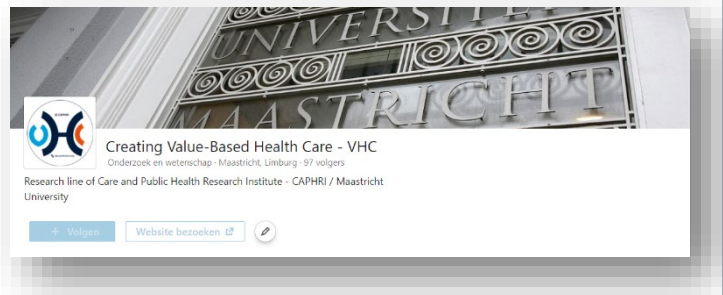 UNIVERSITEIT
MAASTRICHT
Creating Value-Based Health Care - VHC
Onderzoek en wetenschap · Maastricht, Limburg · 97 volgers
Research line of Care and Public Health Research Institute - CAPHRI / Maastricht
University
+ Volgen
Website bezoeken